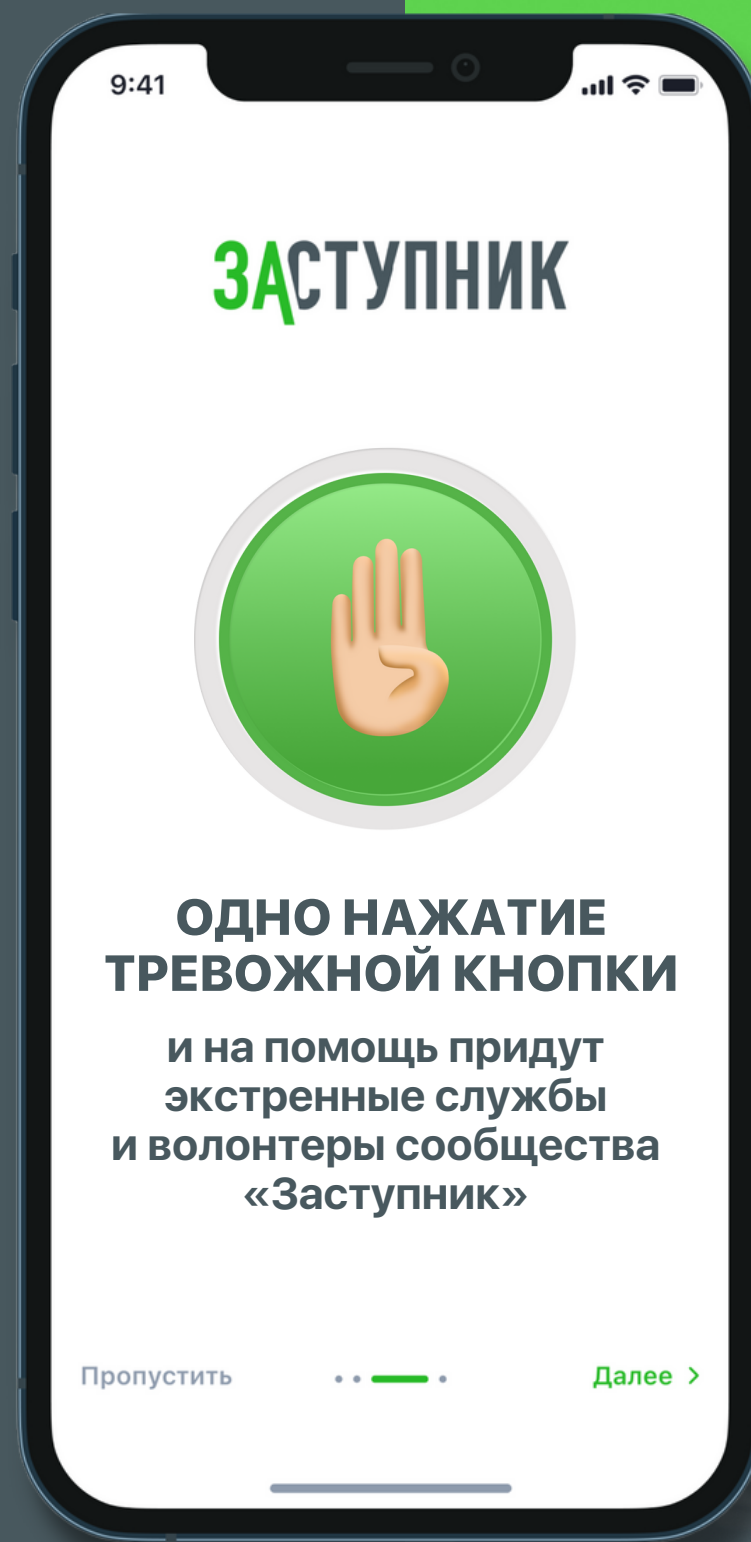 9:41
ЗАСТУПНИК
ОДНО НАЖАТИЕ
ТРЕВОЖНОЙ КНОПКИ
и на помощь придут
экстренные службы
и волонтеры сообщества
«Заступник»
Пропустить
Далее >